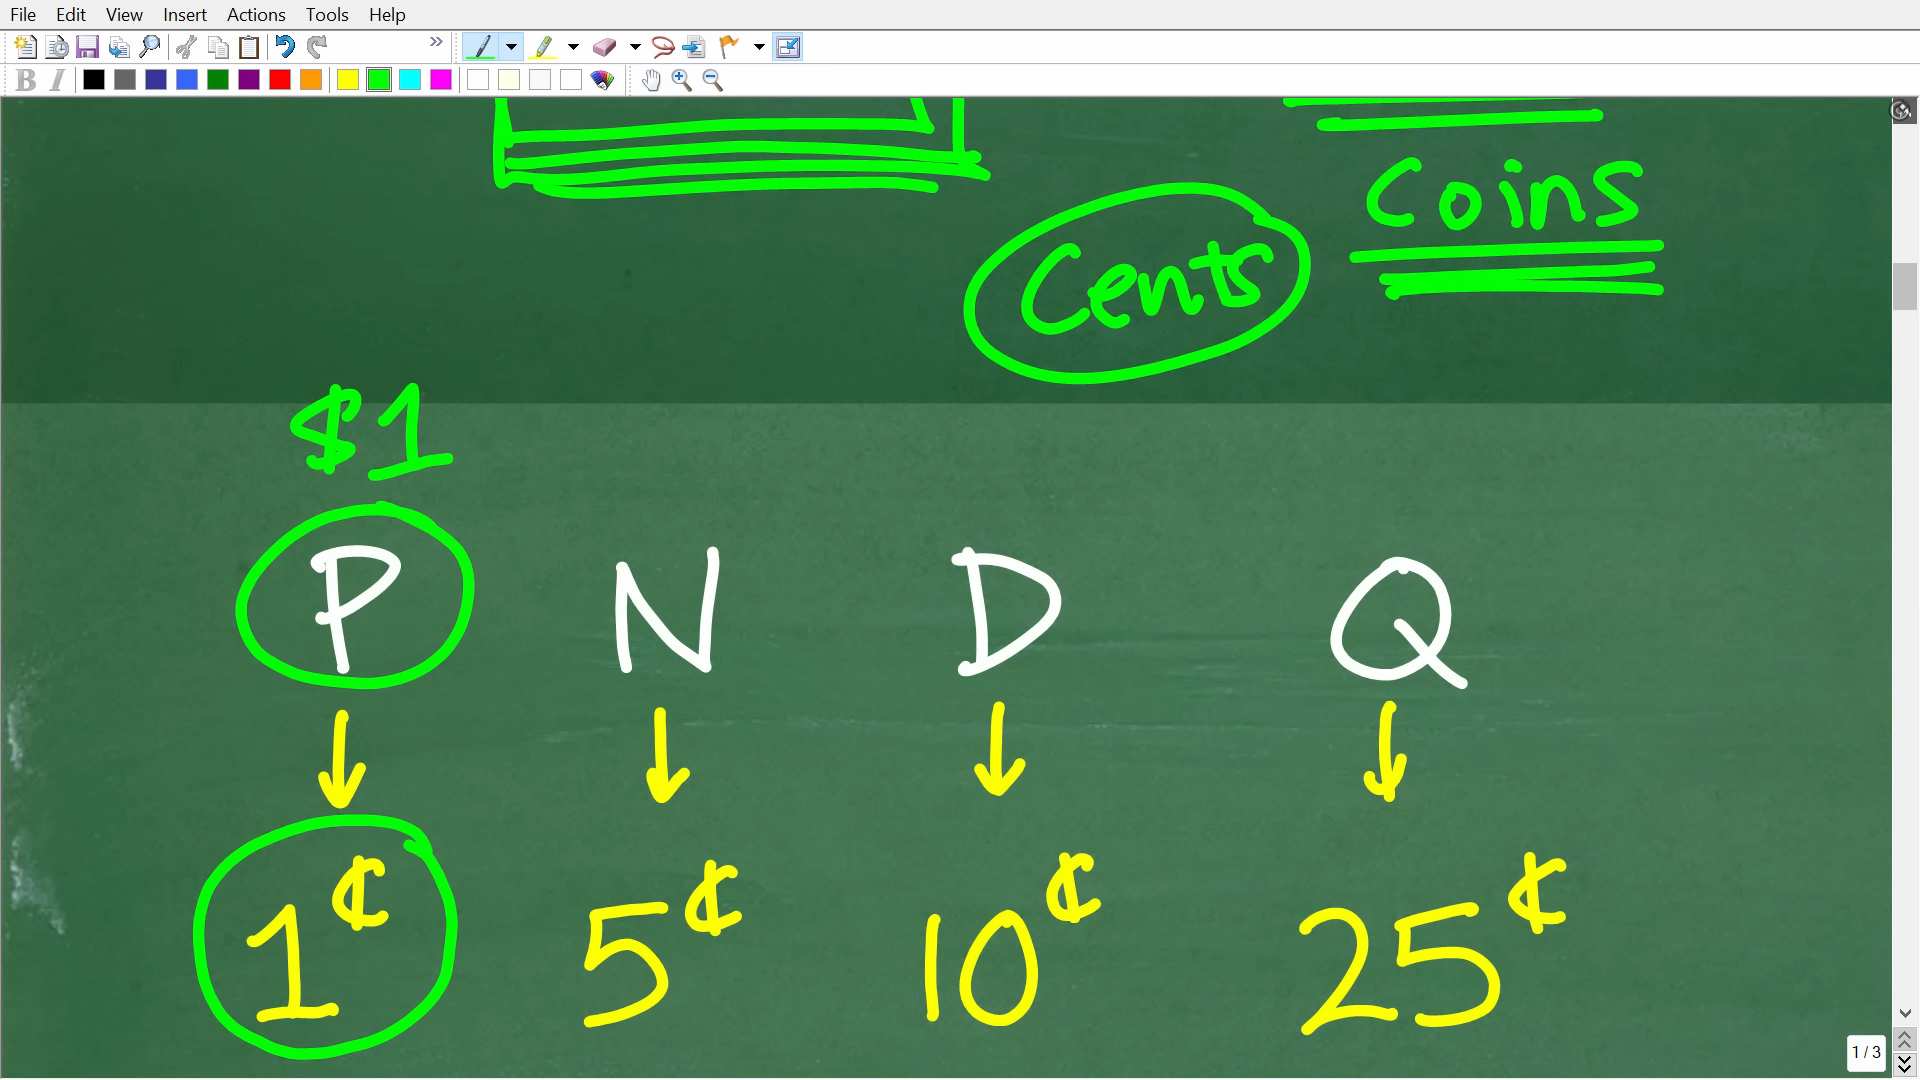 File Edit View Insert Actions Tools Help
B I
Coins
Cents
$1
P N D Q
1¢ 5¢ 10¢ 25¢
1 / 3